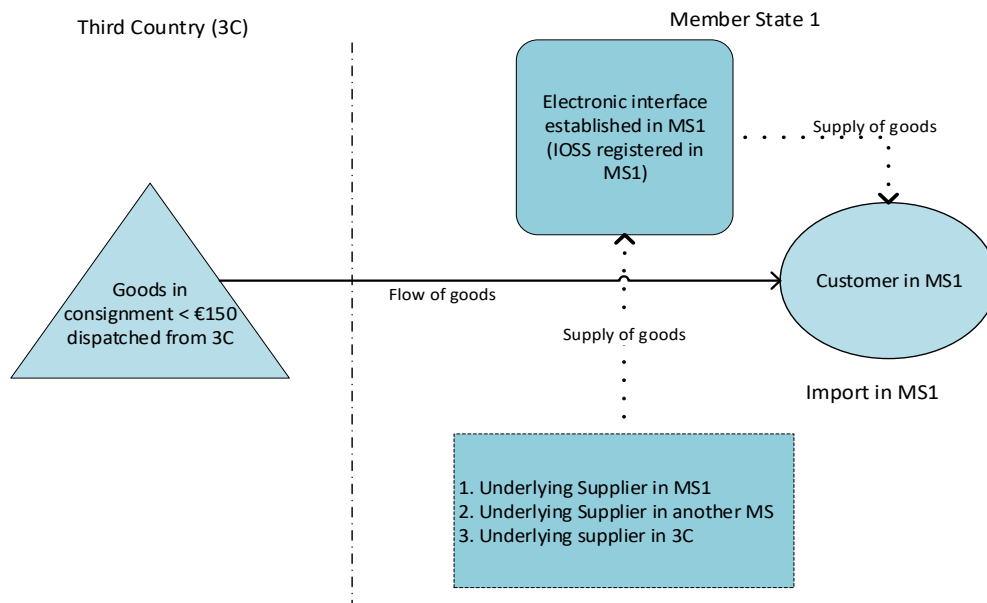 Third Country (3C)
Member State 1
Electronic interface
established in MS1
(IOSS registered in
MS1)
Supply of goods
Goods in
consignment < €150
dispatched from 3C
Flow of goods
Customer in MS1
Supply of goods
Import in MS1
1. Underlying Supplier in MS1
2. Underlying Supplier in another MS
3. Underlying supplier in 3C